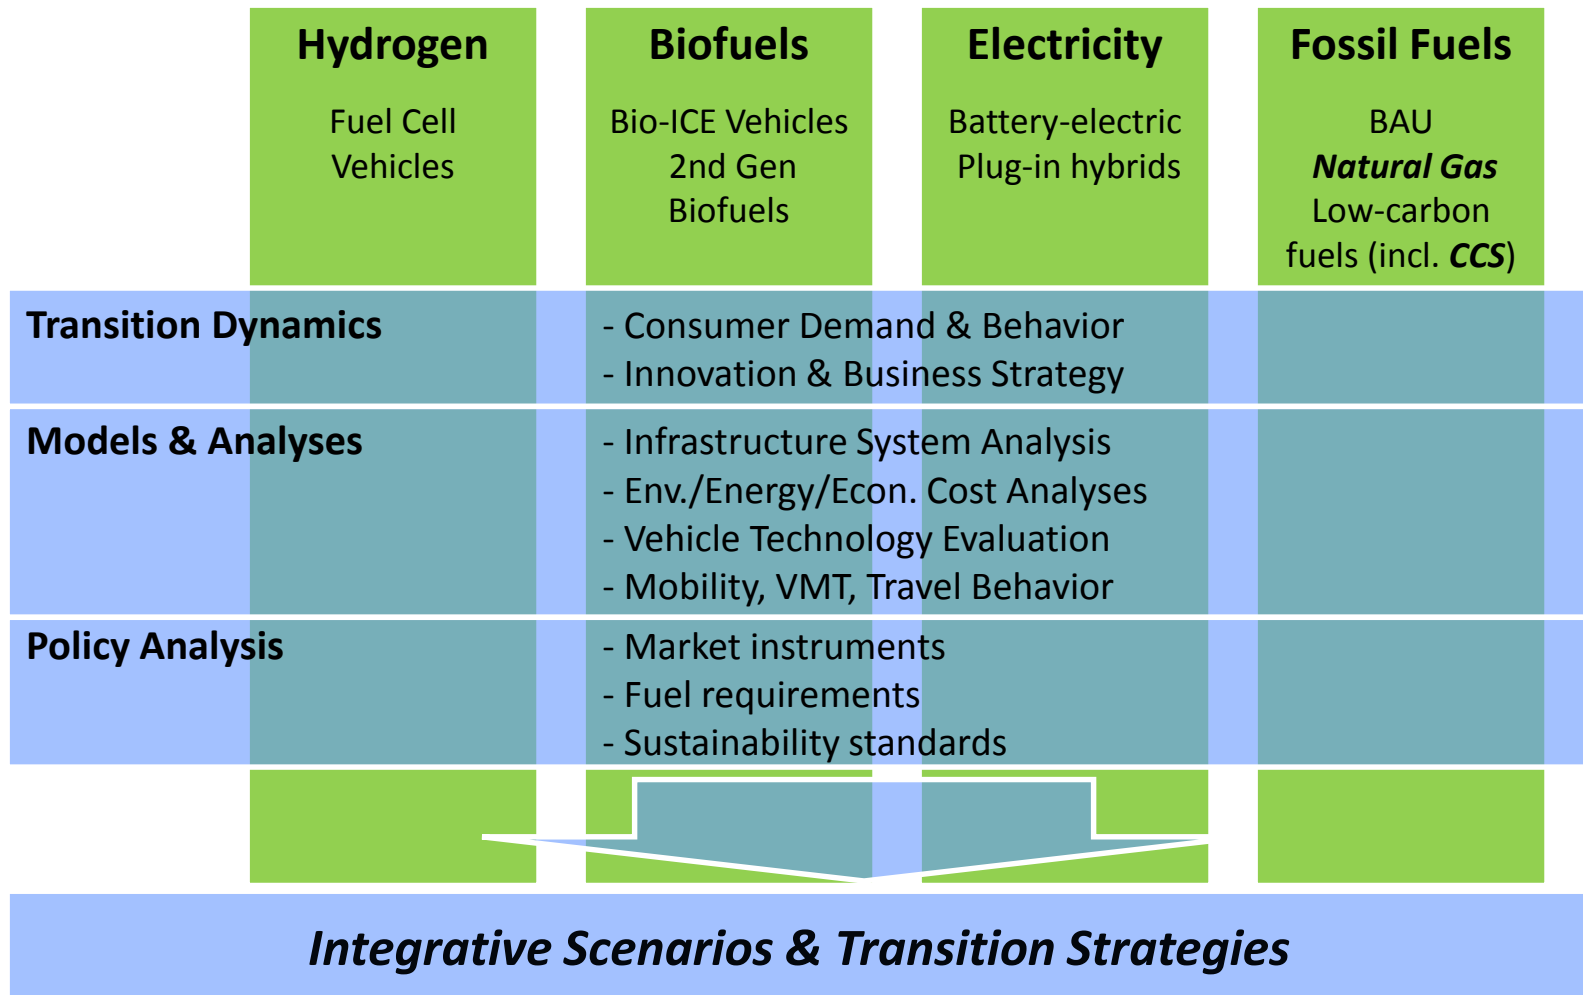 Hydrogen
Fuel Cell
Vehicles
Biofuels
Bio-ICE Vehicles
2nd Gen
Biofuels
Electricity
Battery-electric
Plug-in hybrids
Fossil Fuels
BAU
Natural Gas
Low-carbon
fuels (incl. CCS)
Transition Dynamics
- Consumer Demand & Behavior
- Innovation & Business Strategy
Models & Analyses
- Infrastructure System Analysis
- Env./Energy/Econ. Cost Analyses
- Vehicle Technology Evaluation
- Mobility, VMT, Travel Behavior
Policy Analysis
- Market instruments
- Fuel requirements
- Sustainability standards
Integrative Scenarios & Transition Strategies